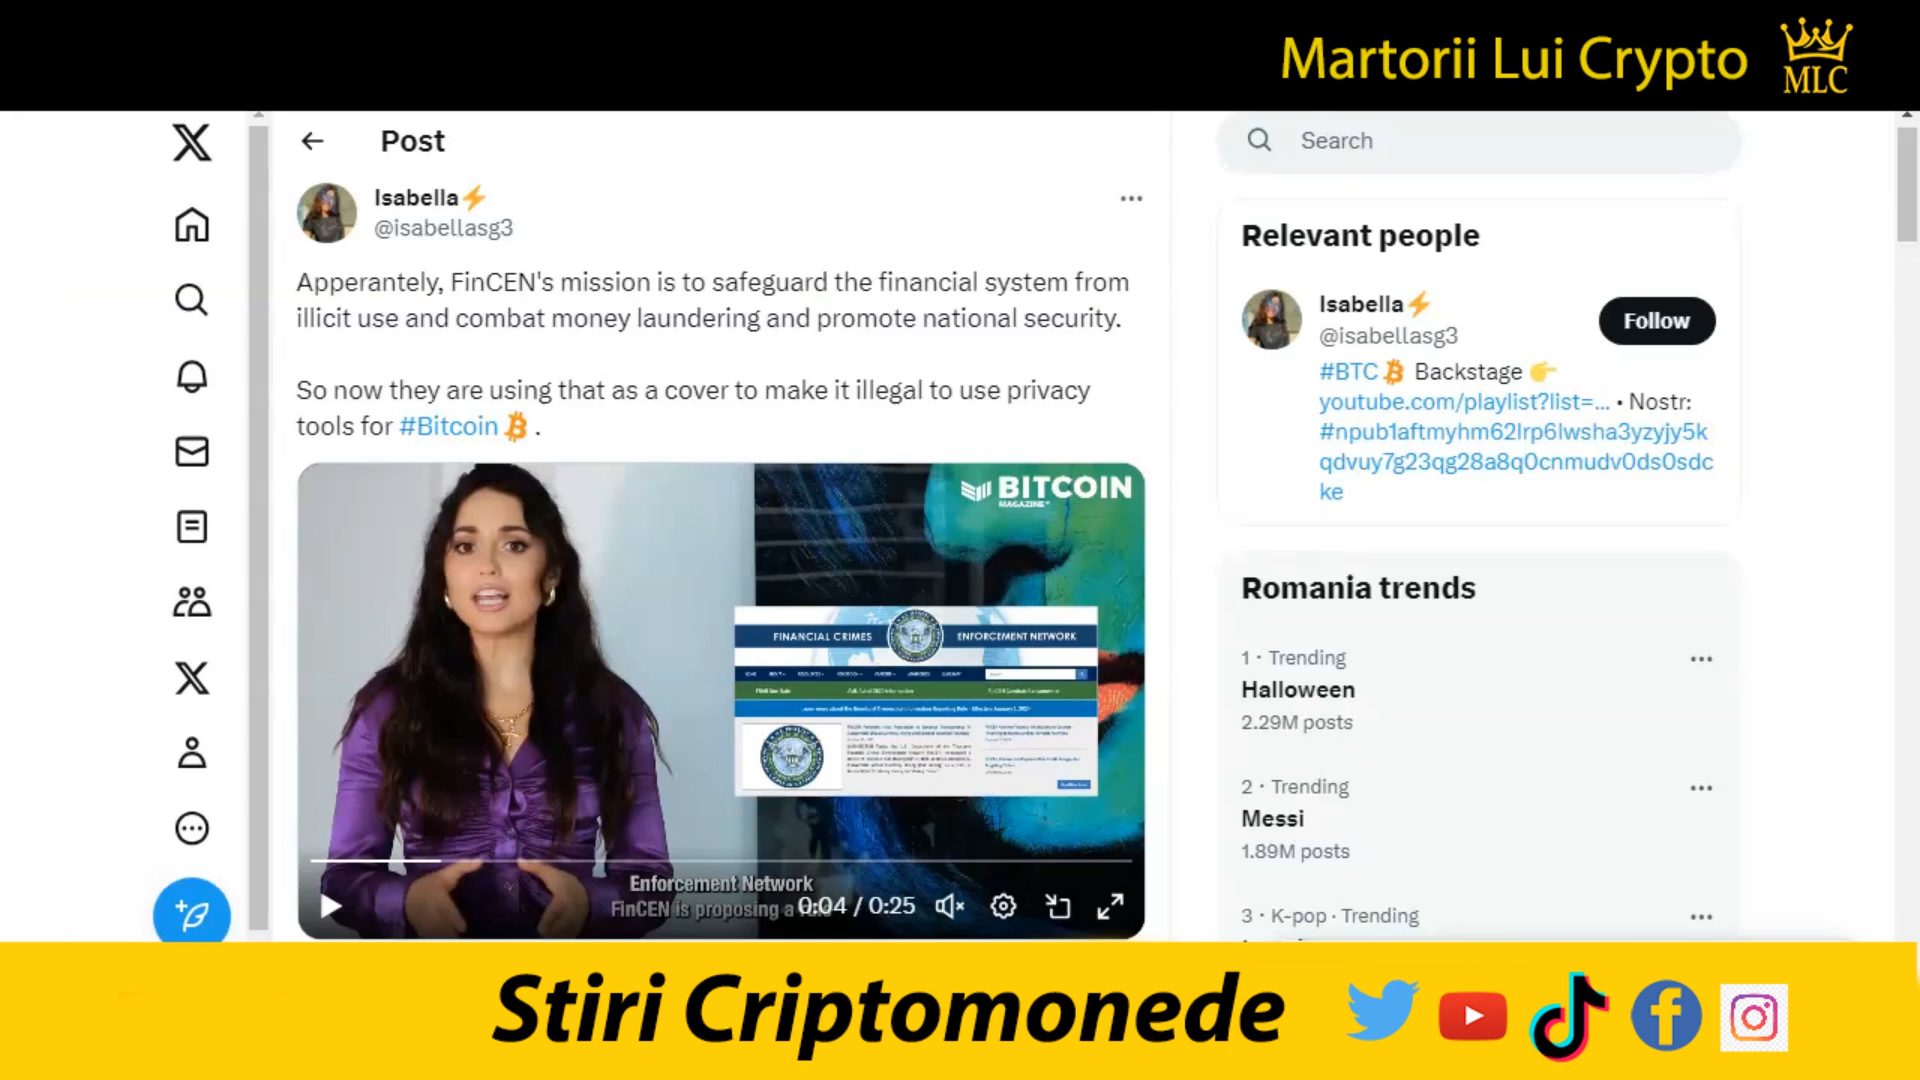 Martorii Lui Crypto
MLC
Post
Search
Isabella⚡
@isabellasg3
Apperantely, FinCEN's mission is to safeguard the financial system from
illicit use and combat money laundering and promote national security.
So now they are using that as a cover to make it illegal to use privacy
tools for #Bitcoin .
BITCOIN
MAGAZINE
FINANCIAL CRIMES ENFORCEMENT NETWORK
Enforcement Network
FinCEN is proposing a
0:04 / 0:25
Relevant people
Isabella⚡
@isabellasg3
Follow
#BTC Backstage 👉
youtube.com/playlist?list=... • Nostr:
#npub1aftmyhm62lrp6lwsha3yzyjy5k
qdvuy7g23qg28a8q0cnmudv0ds0sdc
ke
Romania trends
1 · Trending
Halloween
2.29M posts
2 · Trending
Messi
1.89M posts
3 · K-pop · Trending
Stiri Criptomonede